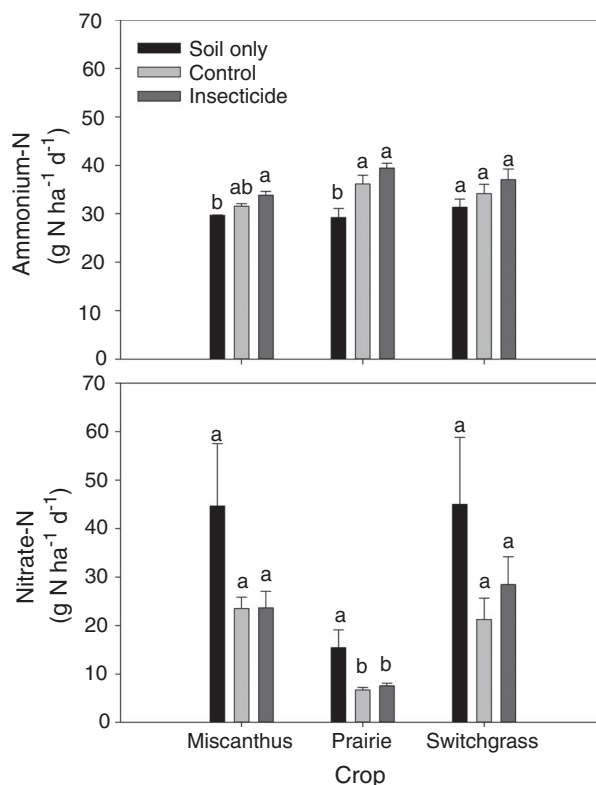 70
60
50
40
30
20
10
0
Ammonium-N
(g N ha⁻¹ d⁻¹)
Soil only
Control
Insecticide
b ab a
b a a
a a a
70
60
50
40
30
20
10
0
Nitrate-N
(g N ha⁻¹ d⁻¹)
a a a
a b b
a a a
Miscanthus Prairie Switchgrass
Crop